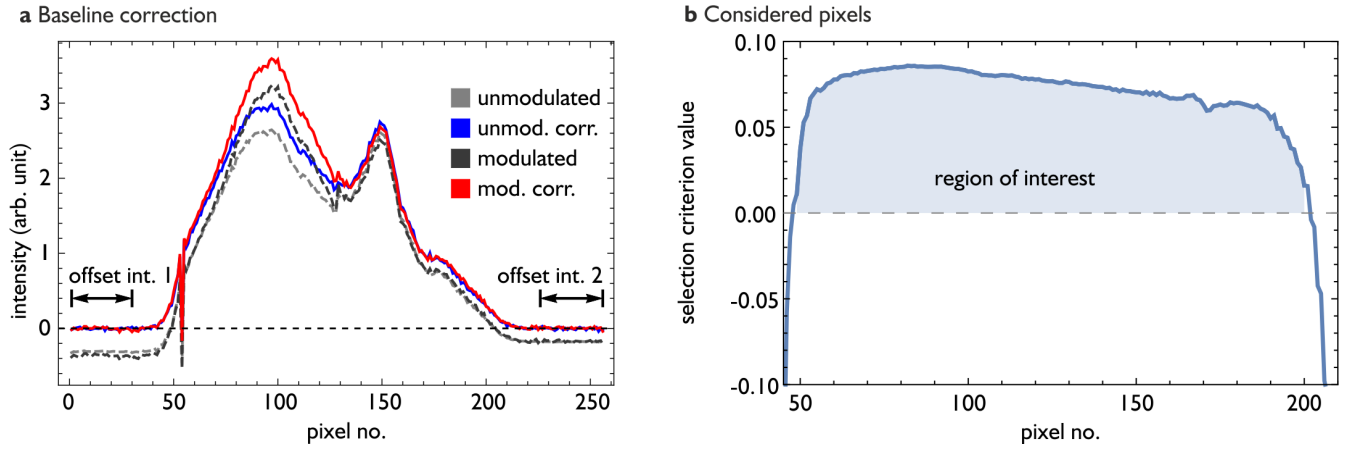 a Baseline correction
intensity (arb. unit)
3
2
1
0
unmodulated
unmod. corr.
modulated
mod. corr.
offset int. 1
offset int. 2
0 50 100 150 200 250
pixel no.
b Considered pixels
selection criterion value
0.10
0.05
0.00
-0.05
-0.10
region of interest
50 100 150 200
pixel no.